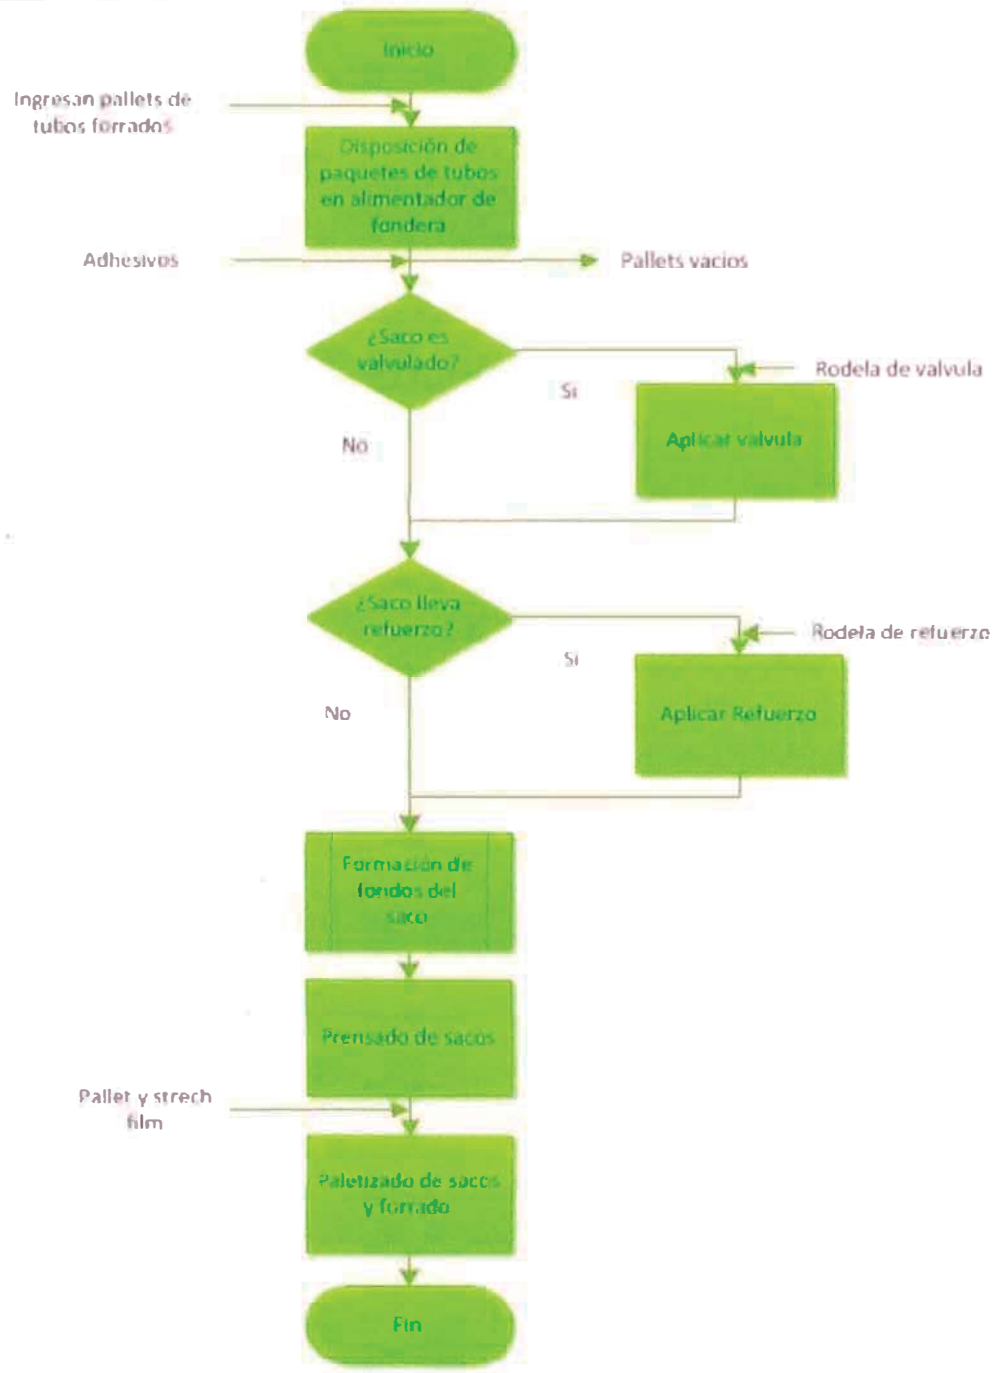 Inicio
Ingresan pallets de
tubos forrados
Disposición de
paquetes de tubos
en alimentador de
fondera
Adhesivos
Pallets vacios
¿Saco es
valvulado?
Rodela de valvula
Si
Aplicar valvula
No
¿Saco lleva
refuerzo?
Rodela de refuerzo
Si
Aplicar Refuerzo
No
Formación de
fondos del
saco
Prensado de sacos
Pallet y strech
film
Paletizado de sacos
y forrado
Fin